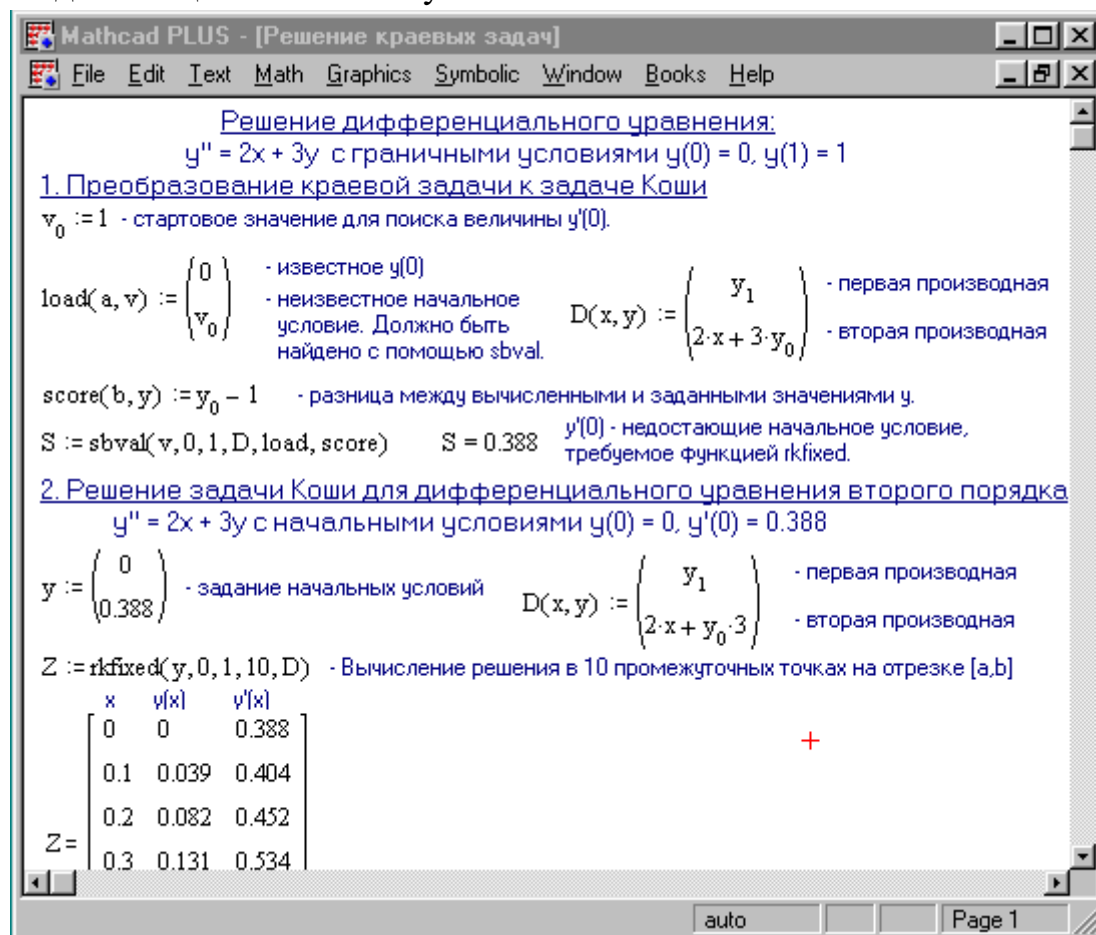 Mathcad PLUS - [Решение краевых задач]
File Edit Text Math Graphics Symbolic Window Books Help
Решение дифференциального уравнения:
y'' = 2x + 3y с граничными условиями y(0) = 0, y(1) = 1
1. Преобразование краевой задачи к задаче Коши
v₀ := 1 - стартовое значение для поиска величины y'(0).
load(a, v) := (0 v₀)
- известное y(0)
- неизвестное начальное
условие. Должно быть
найдено с помощью sbval.
D(x, y) := (y₁ 2·x + 3·y₀)
- первая производная
- вторая производная
score(b, y) := y₀ − 1 - разница между вычисленными и заданными значениями y.
S := sbval(v, 0, 1, D, load, score) S = 0.388
y'(0) - недостающие начальное условие,
требуемое функцией rkfixed.
2. Решение задачи Коши для дифференциального уравнения второго порядка
y'' = 2x + 3y с начальными условиями y(0) = 0, y'(0) = 0.388
y := (0 0.388) - задание начальных условий
D(x, y) := (y₁ 2·x + y₀·3)
- первая производная
- вторая производная
Z := rkfixed(y, 0, 1, 10, D) - Вычисление решения в 10 промежуточных точках на отрезке [a,b]
x y(x) y'(x)
0 0 0.388
0.1 0.039 0.404
0.2 0.082 0.452
Z =
0.3 0.131 0.534
auto Page 1